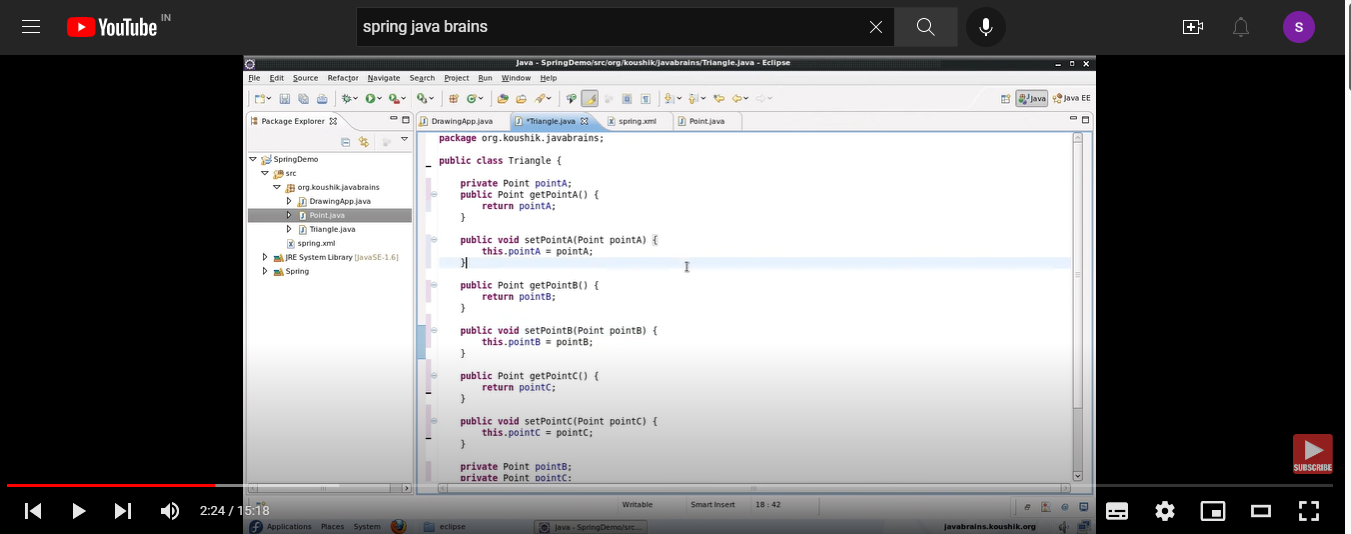 YouTube IN
spring java brains
S
Java - SpringDemo/src/org/koushik/javabrains/Triangle.java - Eclipse
File Edit Source Refactor Navigate Search Project Run Window Help
Java Java EE
Package Explorer
DrawingApp.java *Triangle.java spring.xml Point.java
SpringDemo
src
org.koushik.javabrains
DrawingApp.java
Point.java
Triangle.java
spring.xml
JRE System Library [JavaSE-1.6]
Spring
package org.koushik.javabrains;
public class Triangle {
private Point pointA;
public Point getPointA() {
return pointA;
}
public void setPointA(Point pointA) {
this.pointA = pointA;
}
public Point getPointB() {
return pointB;
}
public void setPointB(Point pointB) {
this.pointB = pointB;
}
public Point getPointC() {
return pointC;
}
public void setPointC(Point pointC) {
this.pointC = pointC;
}
private Point pointB;
private Point pointC;
SUBSCRIBE
Writable Smart Insert 18 : 42
2:24 / 15:18
Applications Places System eclipse Java - SpringDemo/src... javabrains.koushik.org